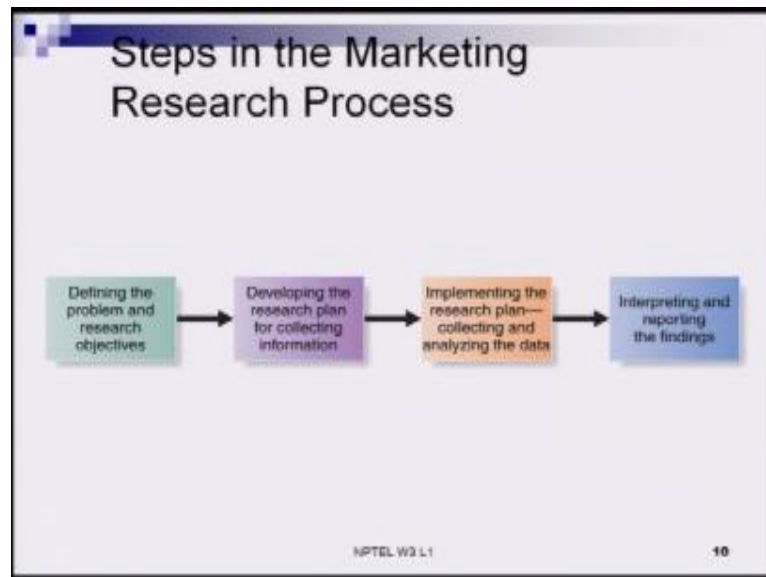 Steps in the Marketing
Research Process
Defining the
problem and
research
objectives
Developing the
research plan
for collecting
information
Implementing the
research plan—
collecting and
analyzing the data
Interpreting and
reporting
the findings
NPTEL W3 L1
10